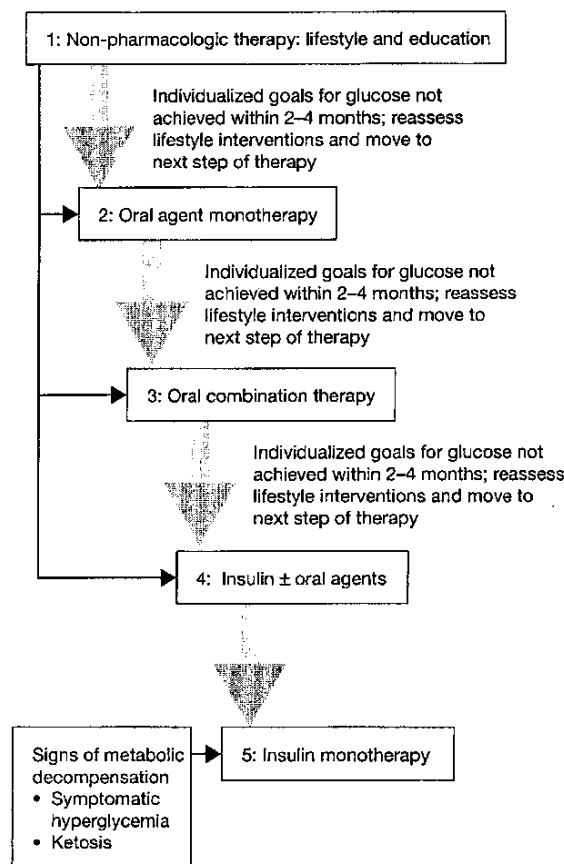 1: Non-pharmacologic therapy: lifestyle and education
Individualized goals for glucose not
achieved within 2–4 months; reassess
lifestyle interventions and move to
next step of therapy
2: Oral agent monotherapy
Individualized goals for glucose not
achieved within 2–4 months; reassess
lifestyle interventions and move to
next step of therapy
3: Oral combination therapy
Individualized goals for glucose not
achieved within 2–4 months; reassess
lifestyle interventions and move to
next step of therapy
4: Insulin ± oral agents
5: Insulin monotherapy
Signs of metabolic
decompensation
• Symptomatic
hyperglycemia
• Ketosis